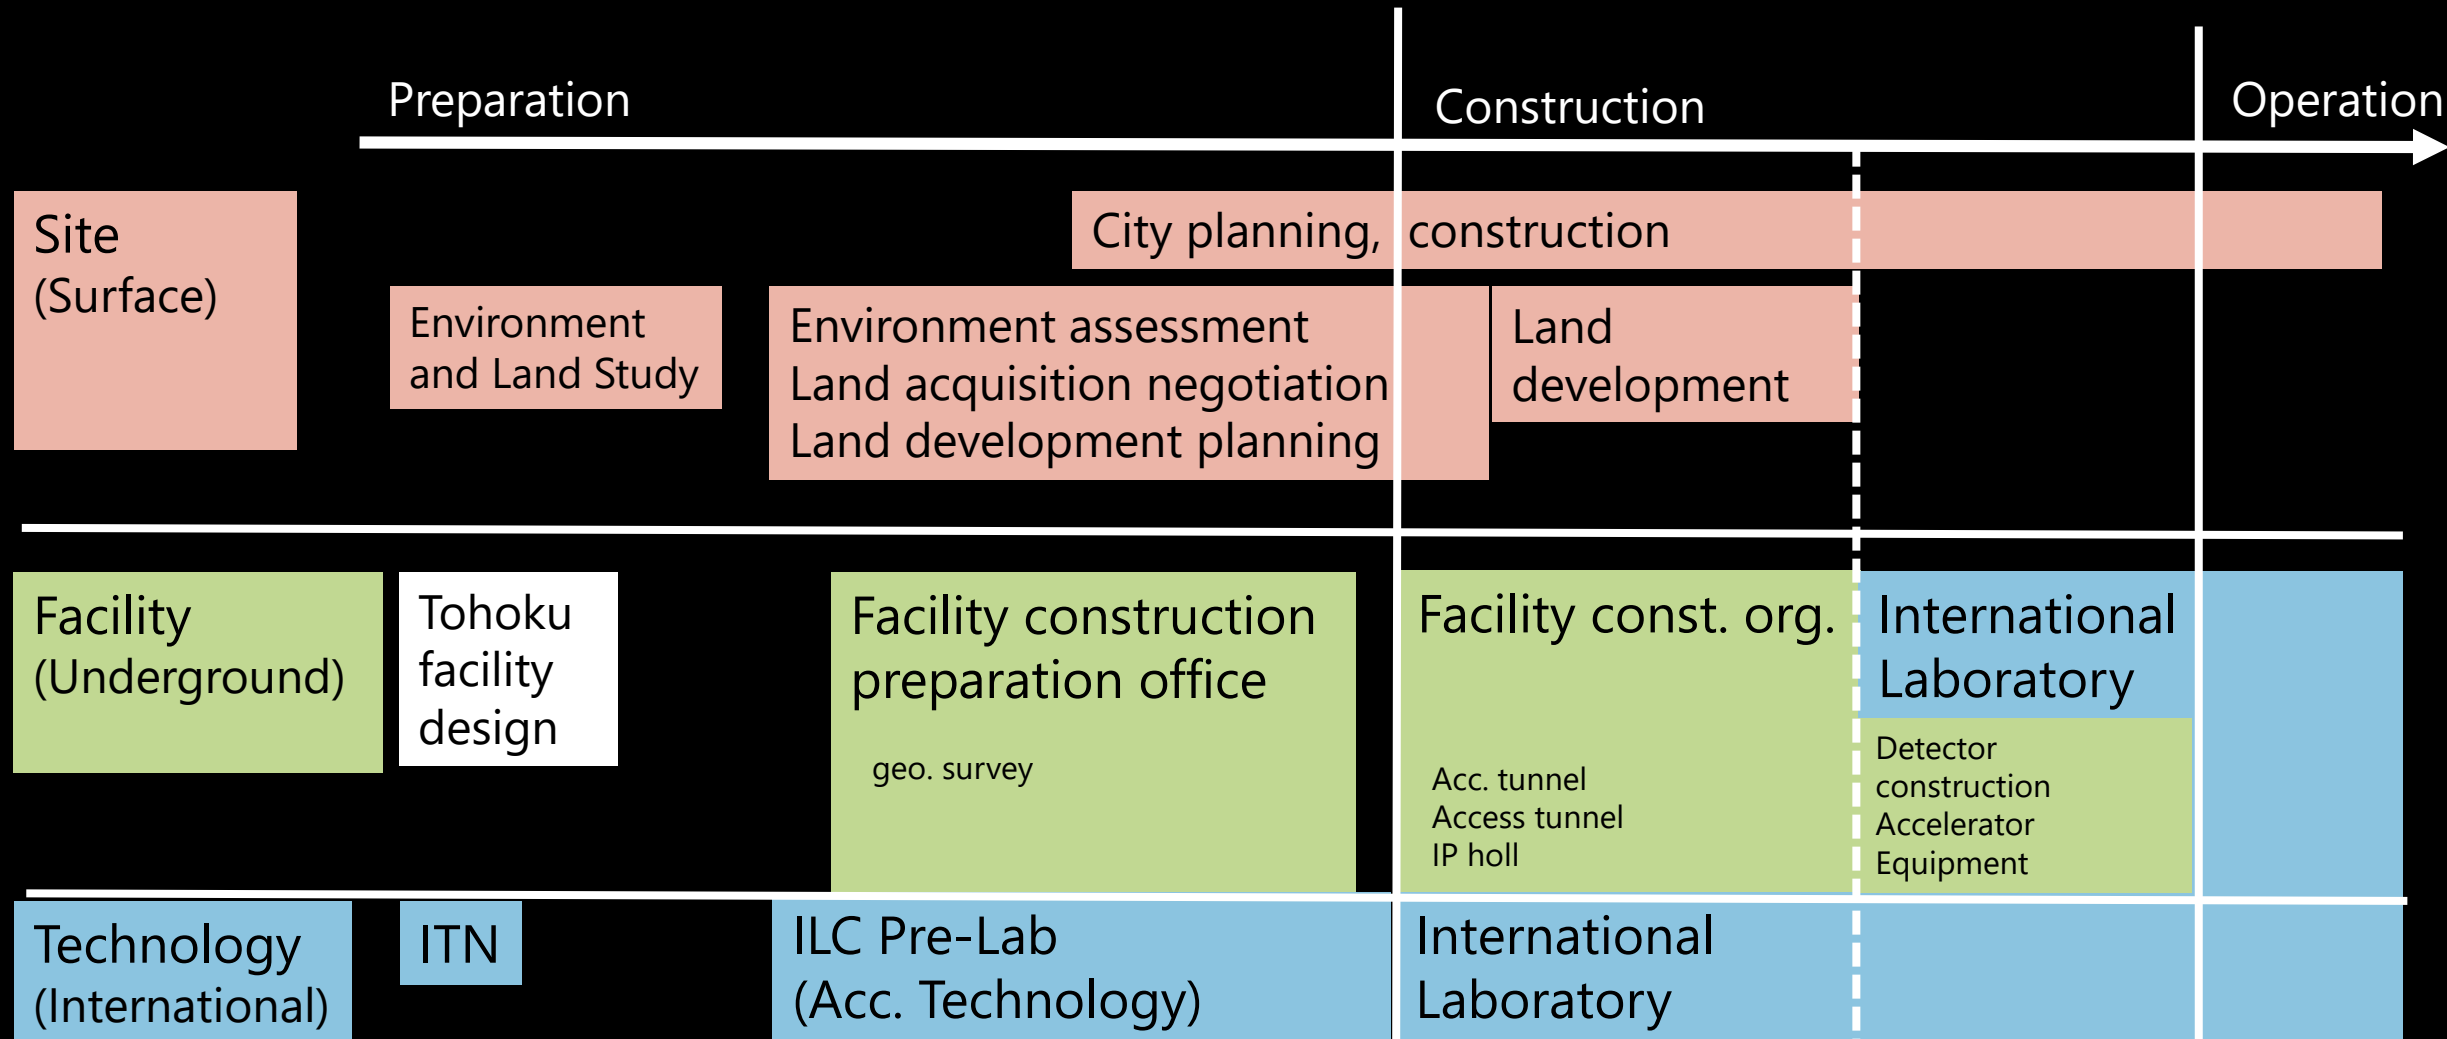 Preparation
Construction
Operation
Site
(Surface)
City planning, construction
Environment
and Land Study
Environment assessment
Land acquisition negotiation
Land development planning
Land
development
Facility
(Underground)
Tohoku
facility
design
Facility construction
preparation office
geo. survey
Facility const. org.
Acc. tunnel
Access tunnel
IP holl
International
Laboratory
Detector
construction
Accelerator
Equipment
Technology
(International)
ITN
ILC Pre-Lab
(Acc. Technology)
International
Laboratory